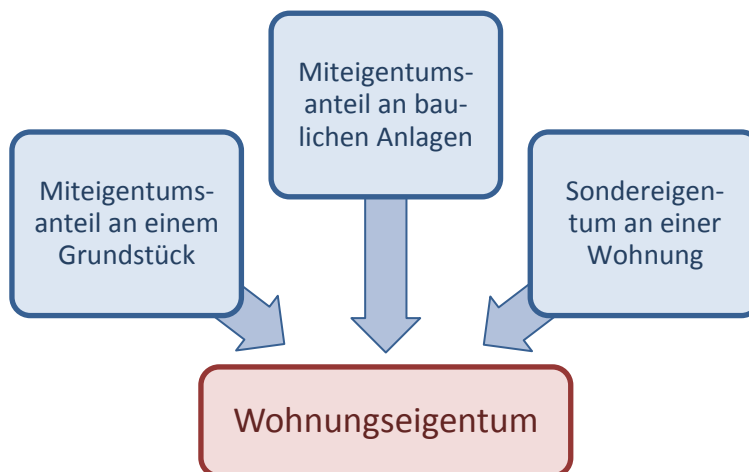 Miteigentums-
anteil an bau-
lichen Anlagen
Miteigentums-
anteil an einem
Grundstück
Sondereigen-
tum an einer
Wohnung
Wohnungseigentum